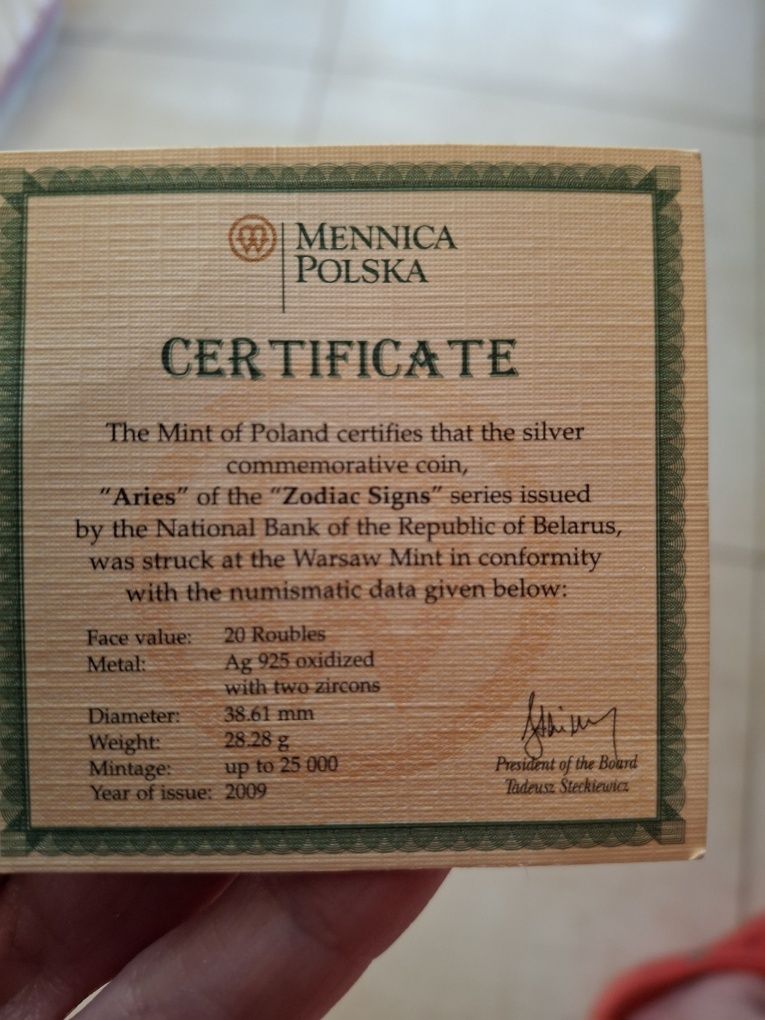 MENNICA
POLSKA
CERTIFICATE
The Mint of Poland certifies that the silver
commemorative coin,
"Aries" of the "Zodiac Signs" series issued
by the National Bank of the Republic of Belarus,
was struck at the Warsaw Mint in conformity
with the numismatic data given below:
Face value: 20 Roubles
Metal: Ag 925 oxidized
with two zircons
Diameter: 38.61 mm
Weight: 28.28 g
Mintage: up to 25 000
Year of issue: 2009
President of the Board
Tadeusz Steckiewicz